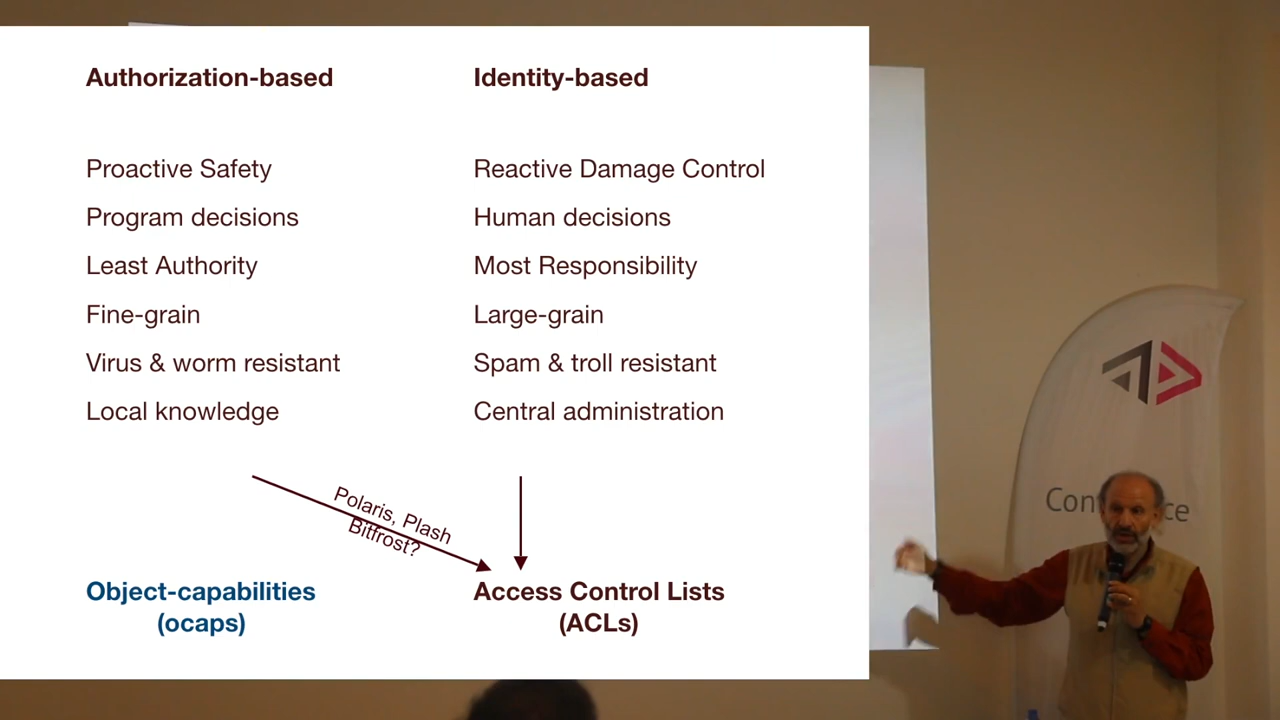 Authorization-based
Identity-based
Proactive Safety
Reactive Damage Control
Program decisions
Human decisions
Least Authority
Most Responsibility
Fine-grain
Large-grain
Virus & worm resistant
Spam & troll resistant
Local knowledge
Central administration
Polaris, Plash
Bitfrost?
Object-capabilities
(ocaps)
Access Control Lists
(ACLs)